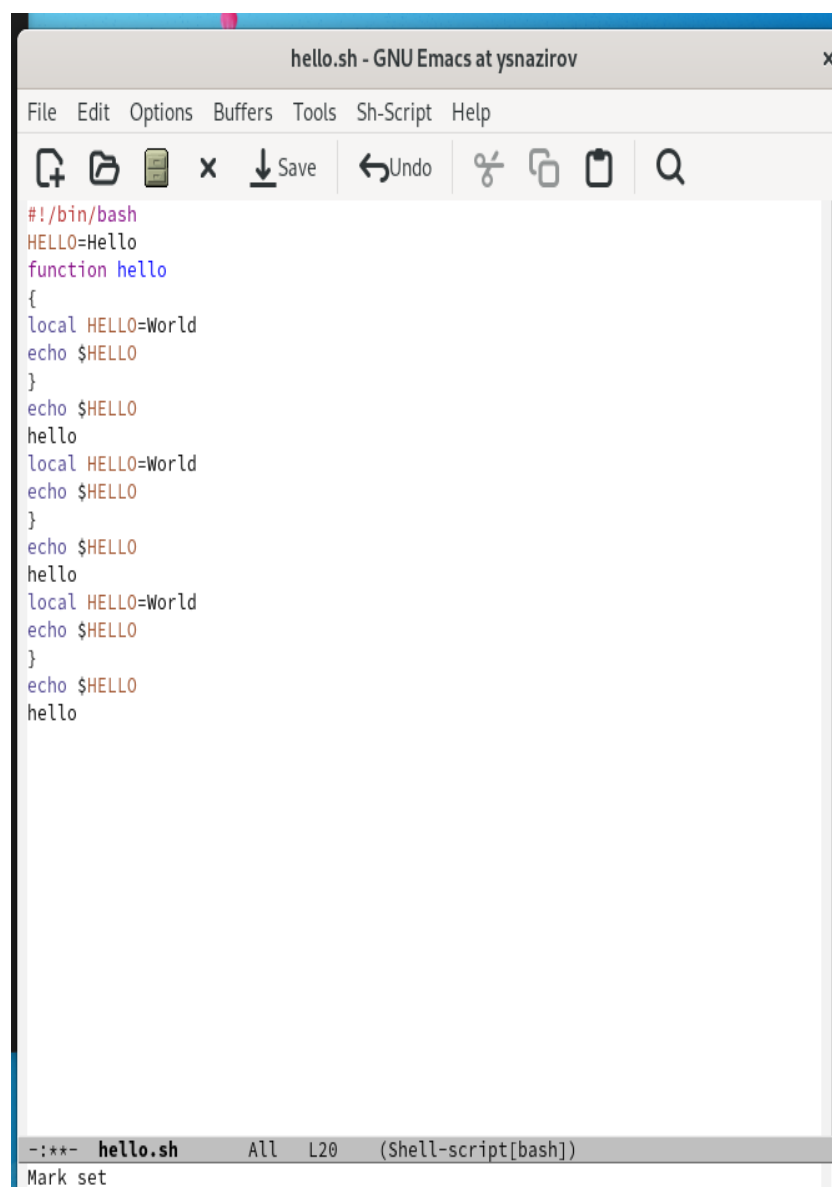 hello.sh - GNU Emacs at ysnazirov
File Edit Options Buffers Tools Sh-Script Help
Save Undo
#!/bin/bash
HELLO=Hello
function hello
{
local HELLO=World
echo $HELLO
}
echo $HELLO
hello
local HELLO=World
echo $HELLO
}
echo $HELLO
hello
local HELLO=World
echo $HELLO
}
echo $HELLO
hello
-:**- hello.sh All L20 (Shell-script[bash])
Mark set